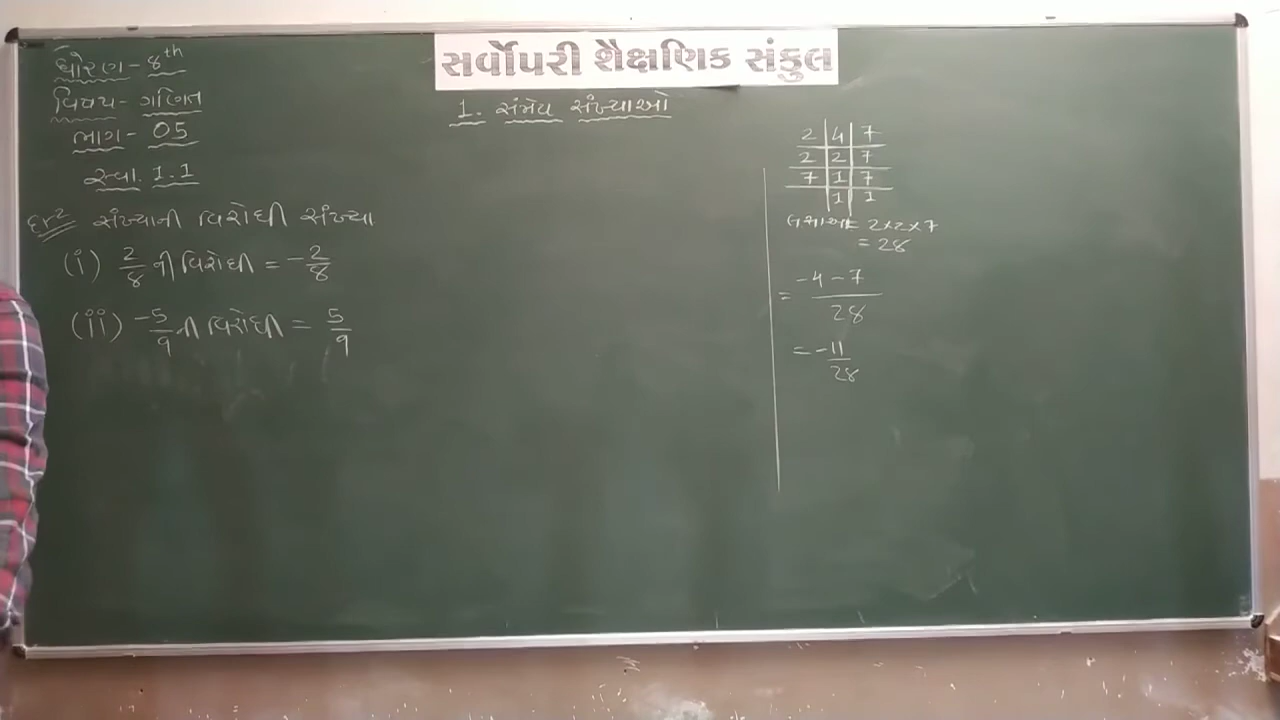 સર્વોપરી શૈક્ષણિક સંકુલ
ધોરણ - 8th
વિષય - ગણિત
ભાગ - 05
સ્વા. 1.1
1. સંમેય સંખ્યાઓ
દા2 સંખ્યાની વિરોધી સંખ્યા
(i) 2/8 ની વિરોધી = -2/8
(ii) -5/9 ની વિરોધી = 5/9
2 | 4 | 7
2 | 2 | 7
7 | 1 | 7
1 | 1
લસાઅ = 2×2×7
= 28
= -4 - 7 / 28
= -11/28